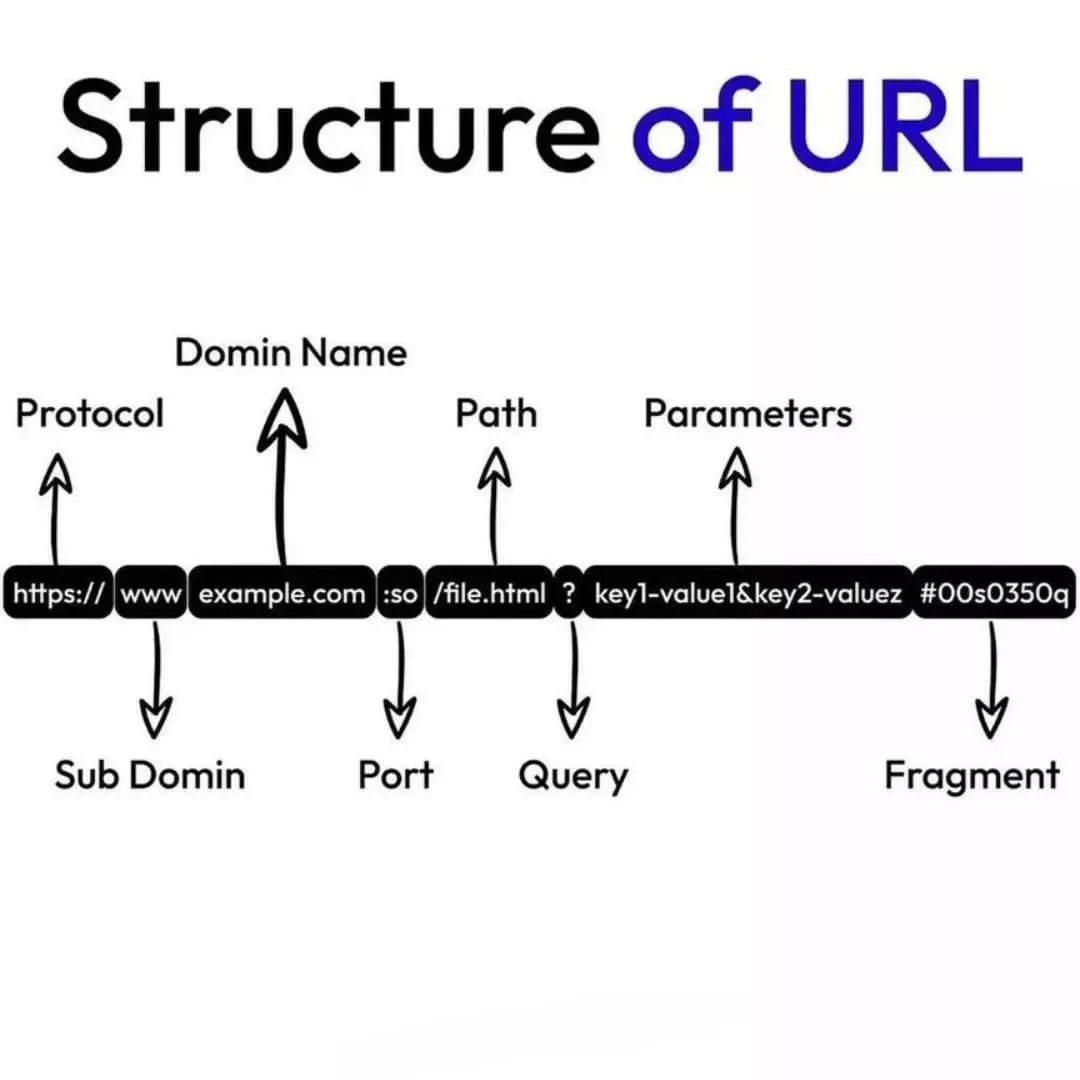 Structure of URL
Domin Name
Protocol
Path
Parameters
https:// www example.com :so /file.html ? key1-value1&key2-valuez #00s0350q
Sub Domin
Port
Query
Fragment